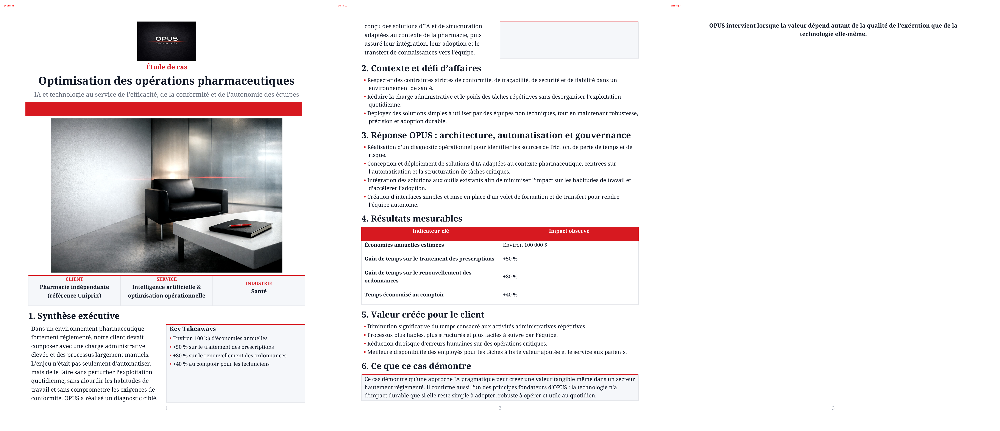 pharm p1
OPUS
TECHNOLOGY
Étude de cas
Optimisation des opérations pharmaceutiques
IA et technologie au service de l’efficacité, de la conformité et de l’autonomie des équipes
CLIENT
Pharmacie indépendante
(référence Uniprix)
SERVICE
Intelligence artificielle &
optimisation opérationnelle
INDUSTRIE
Santé
1. Synthèse exécutive
Dans un environnement pharmaceutique
fortement réglementé, notre client devait
composer avec une charge administrative
élevée et des processus largement manuels.
L’enjeu n’était pas seulement d’automatiser,
mais de le faire sans perturber l’exploitation
quotidienne, sans alourdir les habitudes de
travail et sans compromettre les exigences de
conformité. OPUS a réalisé un diagnostic ciblé,
Key Takeaways
• Environ 100 k$ d’économies annuelles
• +50 % sur le traitement des prescriptions
• +80 % sur le renouvellement des ordonnances
• +40 % au comptoir pour les techniciens
1
pharm p2
conçu des solutions d’IA et de structuration
adaptées au contexte de la pharmacie, puis
assuré leur intégration, leur adoption et le
transfert de connaissances vers l’équipe.
2. Contexte et défi d’affaires
• Respecter des contraintes strictes de conformité, de traçabilité, de sécurité et de fiabilité dans un
environnement de santé.
• Réduire la charge administrative et le poids des tâches répétitives sans désorganiser l’exploitation
quotidienne.
• Déployer des solutions simples à utiliser par des équipes non techniques, tout en maintenant robustesse,
précision et adoption durable.
3. Réponse OPUS : architecture, automatisation et gouvernance
• Réalisation d’un diagnostic opérationnel pour identifier les sources de friction, de perte de temps et de
risque.
• Conception et déploiement de solutions d’IA adaptées au contexte pharmaceutique, centrées sur
l’automatisation et la structuration de tâches critiques.
• Intégration des solutions aux outils existants afin de minimiser l’impact sur les habitudes de travail et
d’accélérer l’adoption.
• Création d’interfaces simples et mise en place d’un volet de formation et de transfert pour rendre
l’équipe autonome.
4. Résultats mesurables
Indicateur clé
Impact observé
Économies annuelles estimées
Environ 100 000 $
Gain de temps sur le traitement des prescriptions
+50 %
Gain de temps sur le renouvellement des
ordonnances
+80 %
Temps économisé au comptoir
+40 %
5. Valeur créée pour le client
• Diminution significative du temps consacré aux activités administratives répétitives.
• Processus plus fiables, plus structurés et plus faciles à suivre par l’équipe.
• Réduction du risque d’erreurs humaines sur des opérations critiques.
• Meilleure disponibilité des employés pour les tâches à forte valeur ajoutée et le service aux patients.
6. Ce que ce cas démontre
Ce cas démontre qu’une approche IA pragmatique peut créer une valeur tangible même dans un secteur
hautement réglementé. Il confirme aussi l’un des principes fondateurs d’OPUS : la technologie n’a
d’impact durable que si elle reste simple à adopter, robuste à opérer et utile au quotidien.
2
pharm p3
OPUS intervient lorsque la valeur dépend autant de la qualité de l’exécution que de la
technologie elle-même.
3